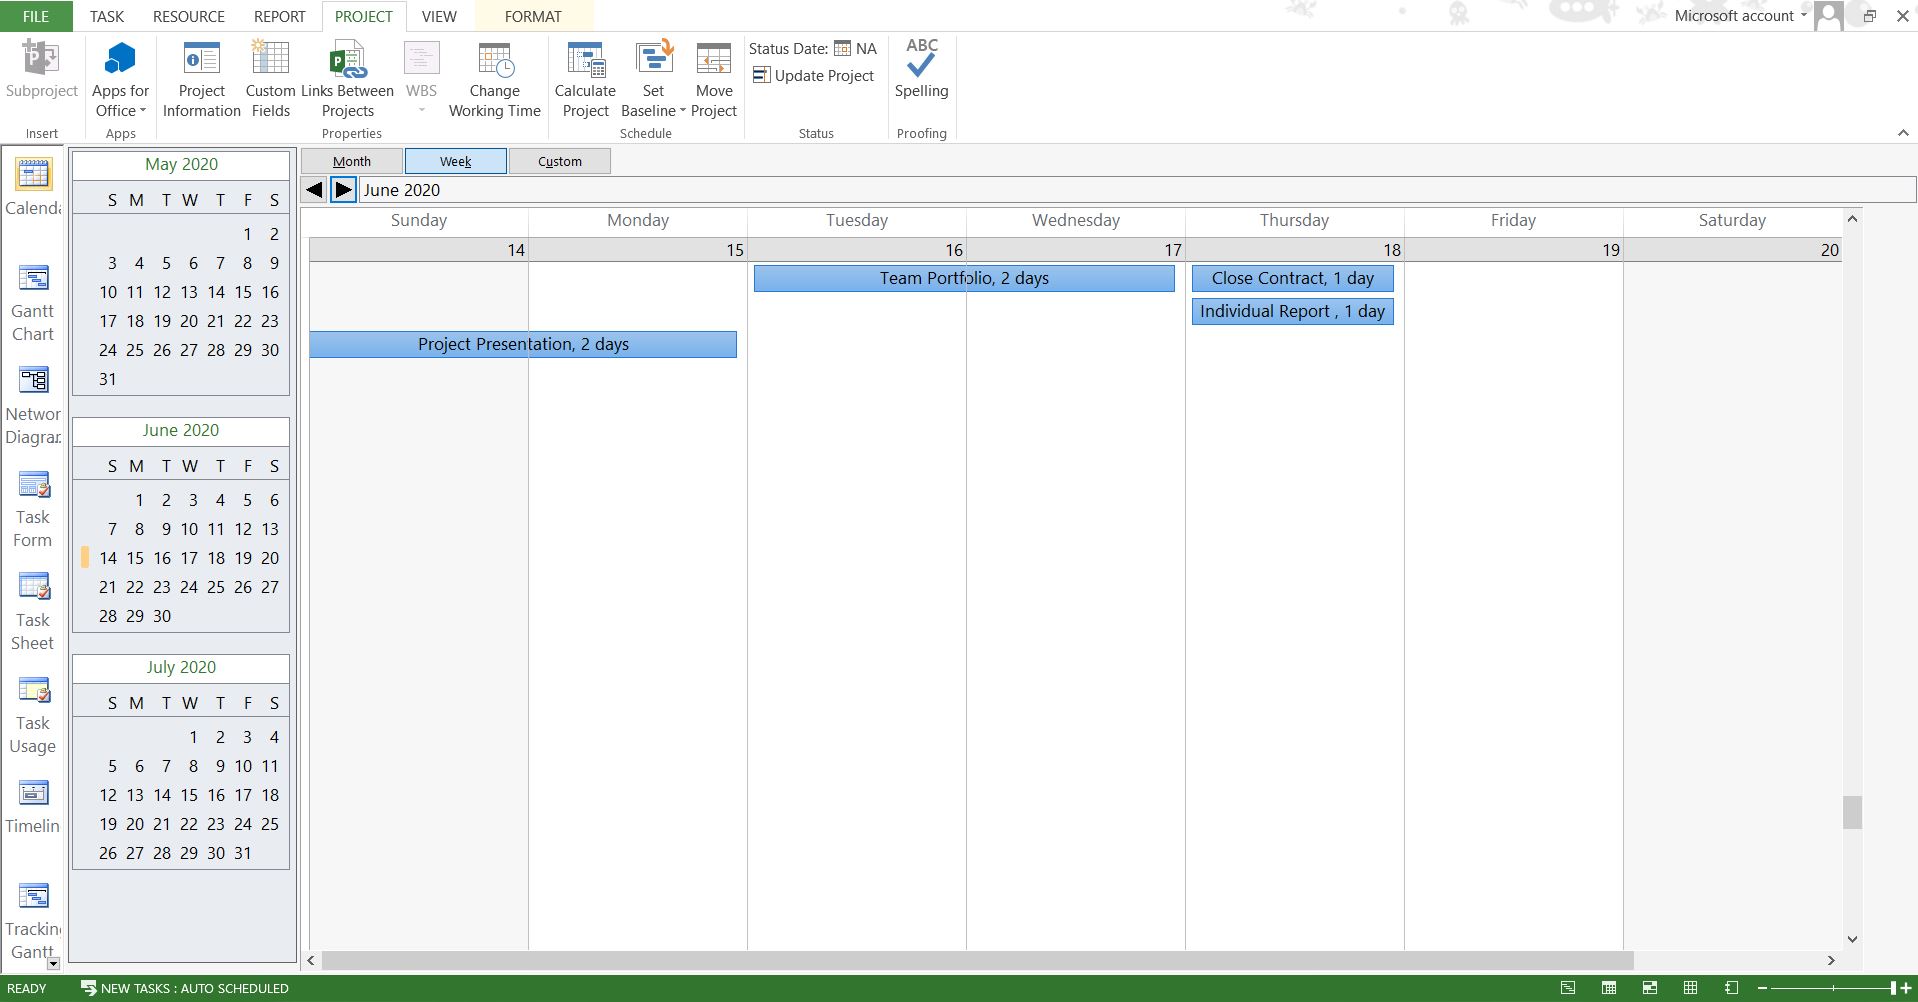 FILE TASK RESOURCE REPORT PROJECT VIEW FORMAT Microsoft account
Subproject
Insert
Apps for
Office
Apps
Project
Information
Custom
Fields
Links Between
Projects
WBS
Change
Working Time
Properties
Calculate
Project
Set
Baseline
Move
Project
Schedule
Status Date: NA
Update Project
Status
ABC
Spelling
Proofing
Calenda
Gantt
Chart
Networ
Diagra
Task
Form
Task
Sheet
Task
Usage
Timelin
Trackin
Gantt
May 2020
S M T W T F S
1 2
3 4 5 6 7 8 9
10 11 12 13 14 15 16
17 18 19 20 21 22 23
24 25 26 27 28 29 30
31
June 2020
S M T W T F S
1 2 3 4 5 6
7 8 9 10 11 12 13
14 15 16 17 18 19 20
21 22 23 24 25 26 27
28 29 30
July 2020
S M T W T F S
1 2 3 4
5 6 7 8 9 10 11
12 13 14 15 16 17 18
19 20 21 22 23 24 25
26 27 28 29 30 31
Month Week Custom
June 2020
Sunday Monday Tuesday Wednesday Thursday Friday Saturday
14 15 16 17 18 19 20
Team Portfolio, 2 days Close Contract, 1 day
Individual Report , 1 day
Project Presentation, 2 days
READY NEW TASKS : AUTO SCHEDULED